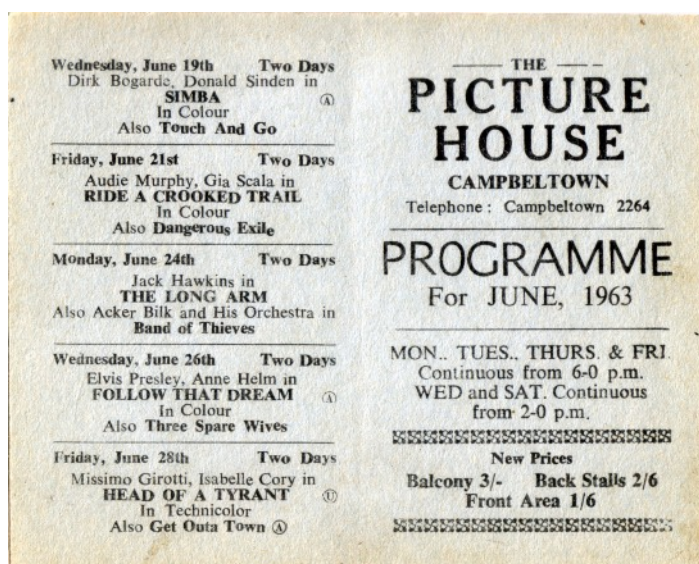 Wednesday, June 19th Two Days
Dirk Bogarde, Donald Sinden in
SIMBA Ⓐ
In Colour
Also Touch And Go
Friday, June 21st Two Days
Audie Murphy, Gia Scala in
RIDE A CROOKED TRAIL
In Colour
Also Dangerous Exile
Monday, June 24th Two Days
Jack Hawkins in
THE LONG ARM
Also Acker Bilk and His Orchestra in
Band of Thieves
Wednesday, June 26th Two Days
Elvis Presley, Anne Helm in
FOLLOW THAT DREAM Ⓐ
In Colour
Also Three Spare Wives
Friday, June 28th Two Days
Missimo Girotti, Isabelle Cory in
HEAD OF A TYRANT Ⓤ
In Technicolor
Also Get Outa Town Ⓐ
THE
PICTURE
HOUSE
CAMPBELTOWN
Telephone : Campbeltown 2264
PROGRAMME
For JUNE, 1963
MON.. TUES., THURS. & FRI.
Continuous from 6-0 p.m.
WED and SAT. Continuous
from 2-0 p.m.
New Prices
Balcony 3/- Back Stalls 2/6
Front Area 1/6